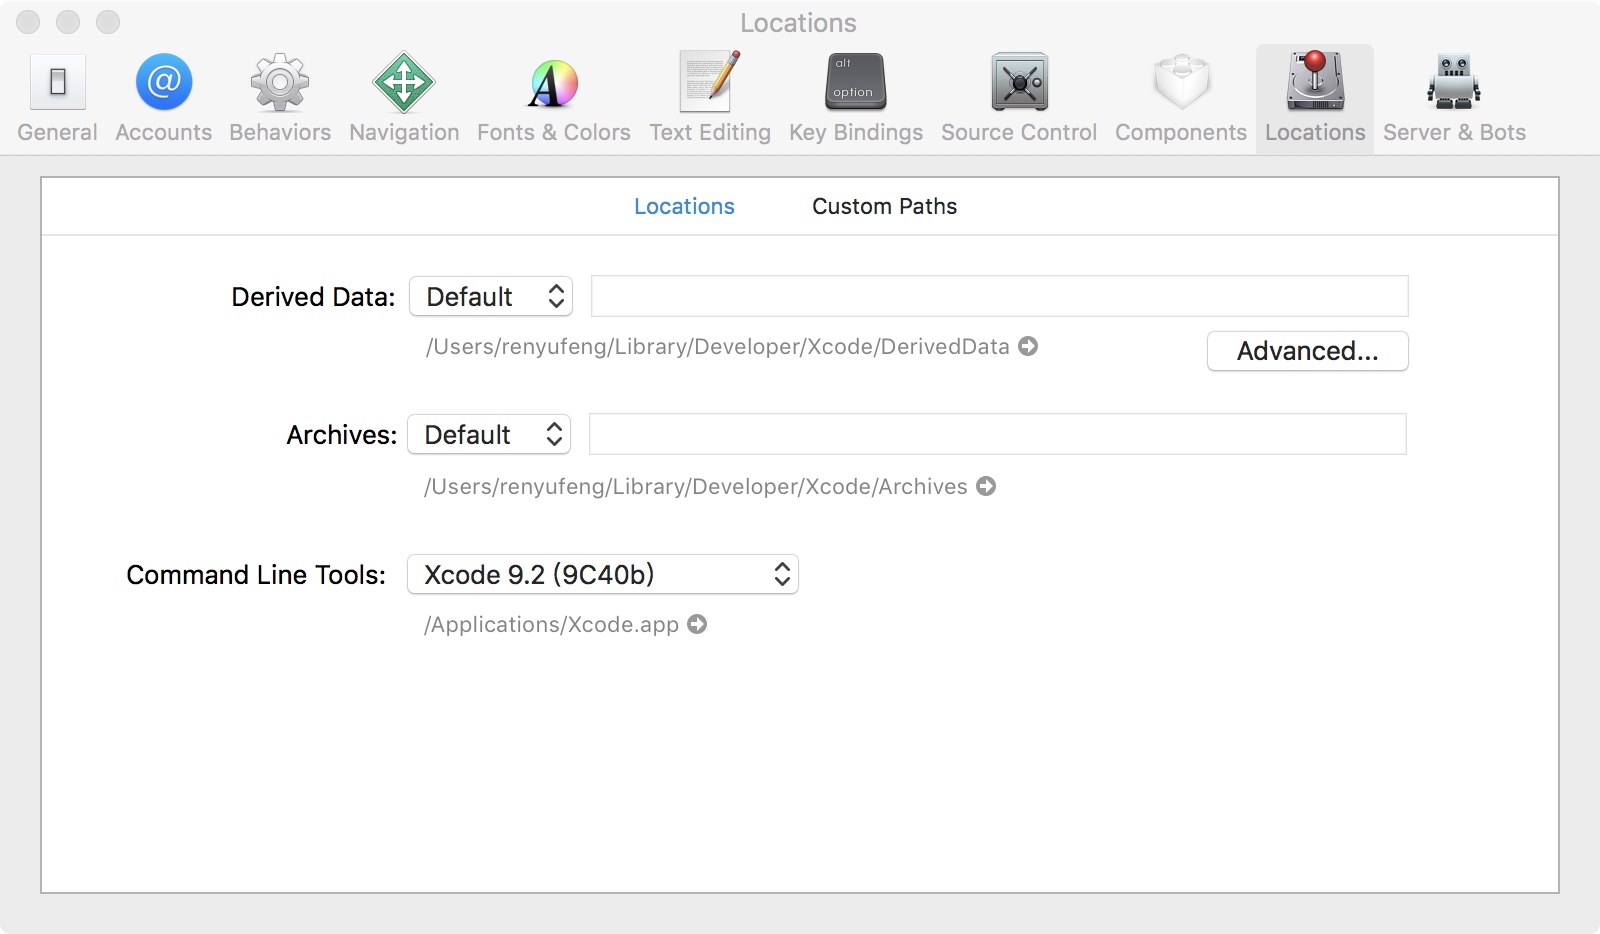 Locations
General Accounts Behaviors Navigation Fonts & Colors Text Editing Key Bindings Source Control Components Locations Server & Bots
alt
option
Locations Custom Paths
Derived Data: Default
/Users/renyufeng/Library/Developer/Xcode/DerivedData
Advanced...
Archives: Default
/Users/renyufeng/Library/Developer/Xcode/Archives
Command Line Tools: Xcode 9.2 (9C40b)
/Applications/Xcode.app